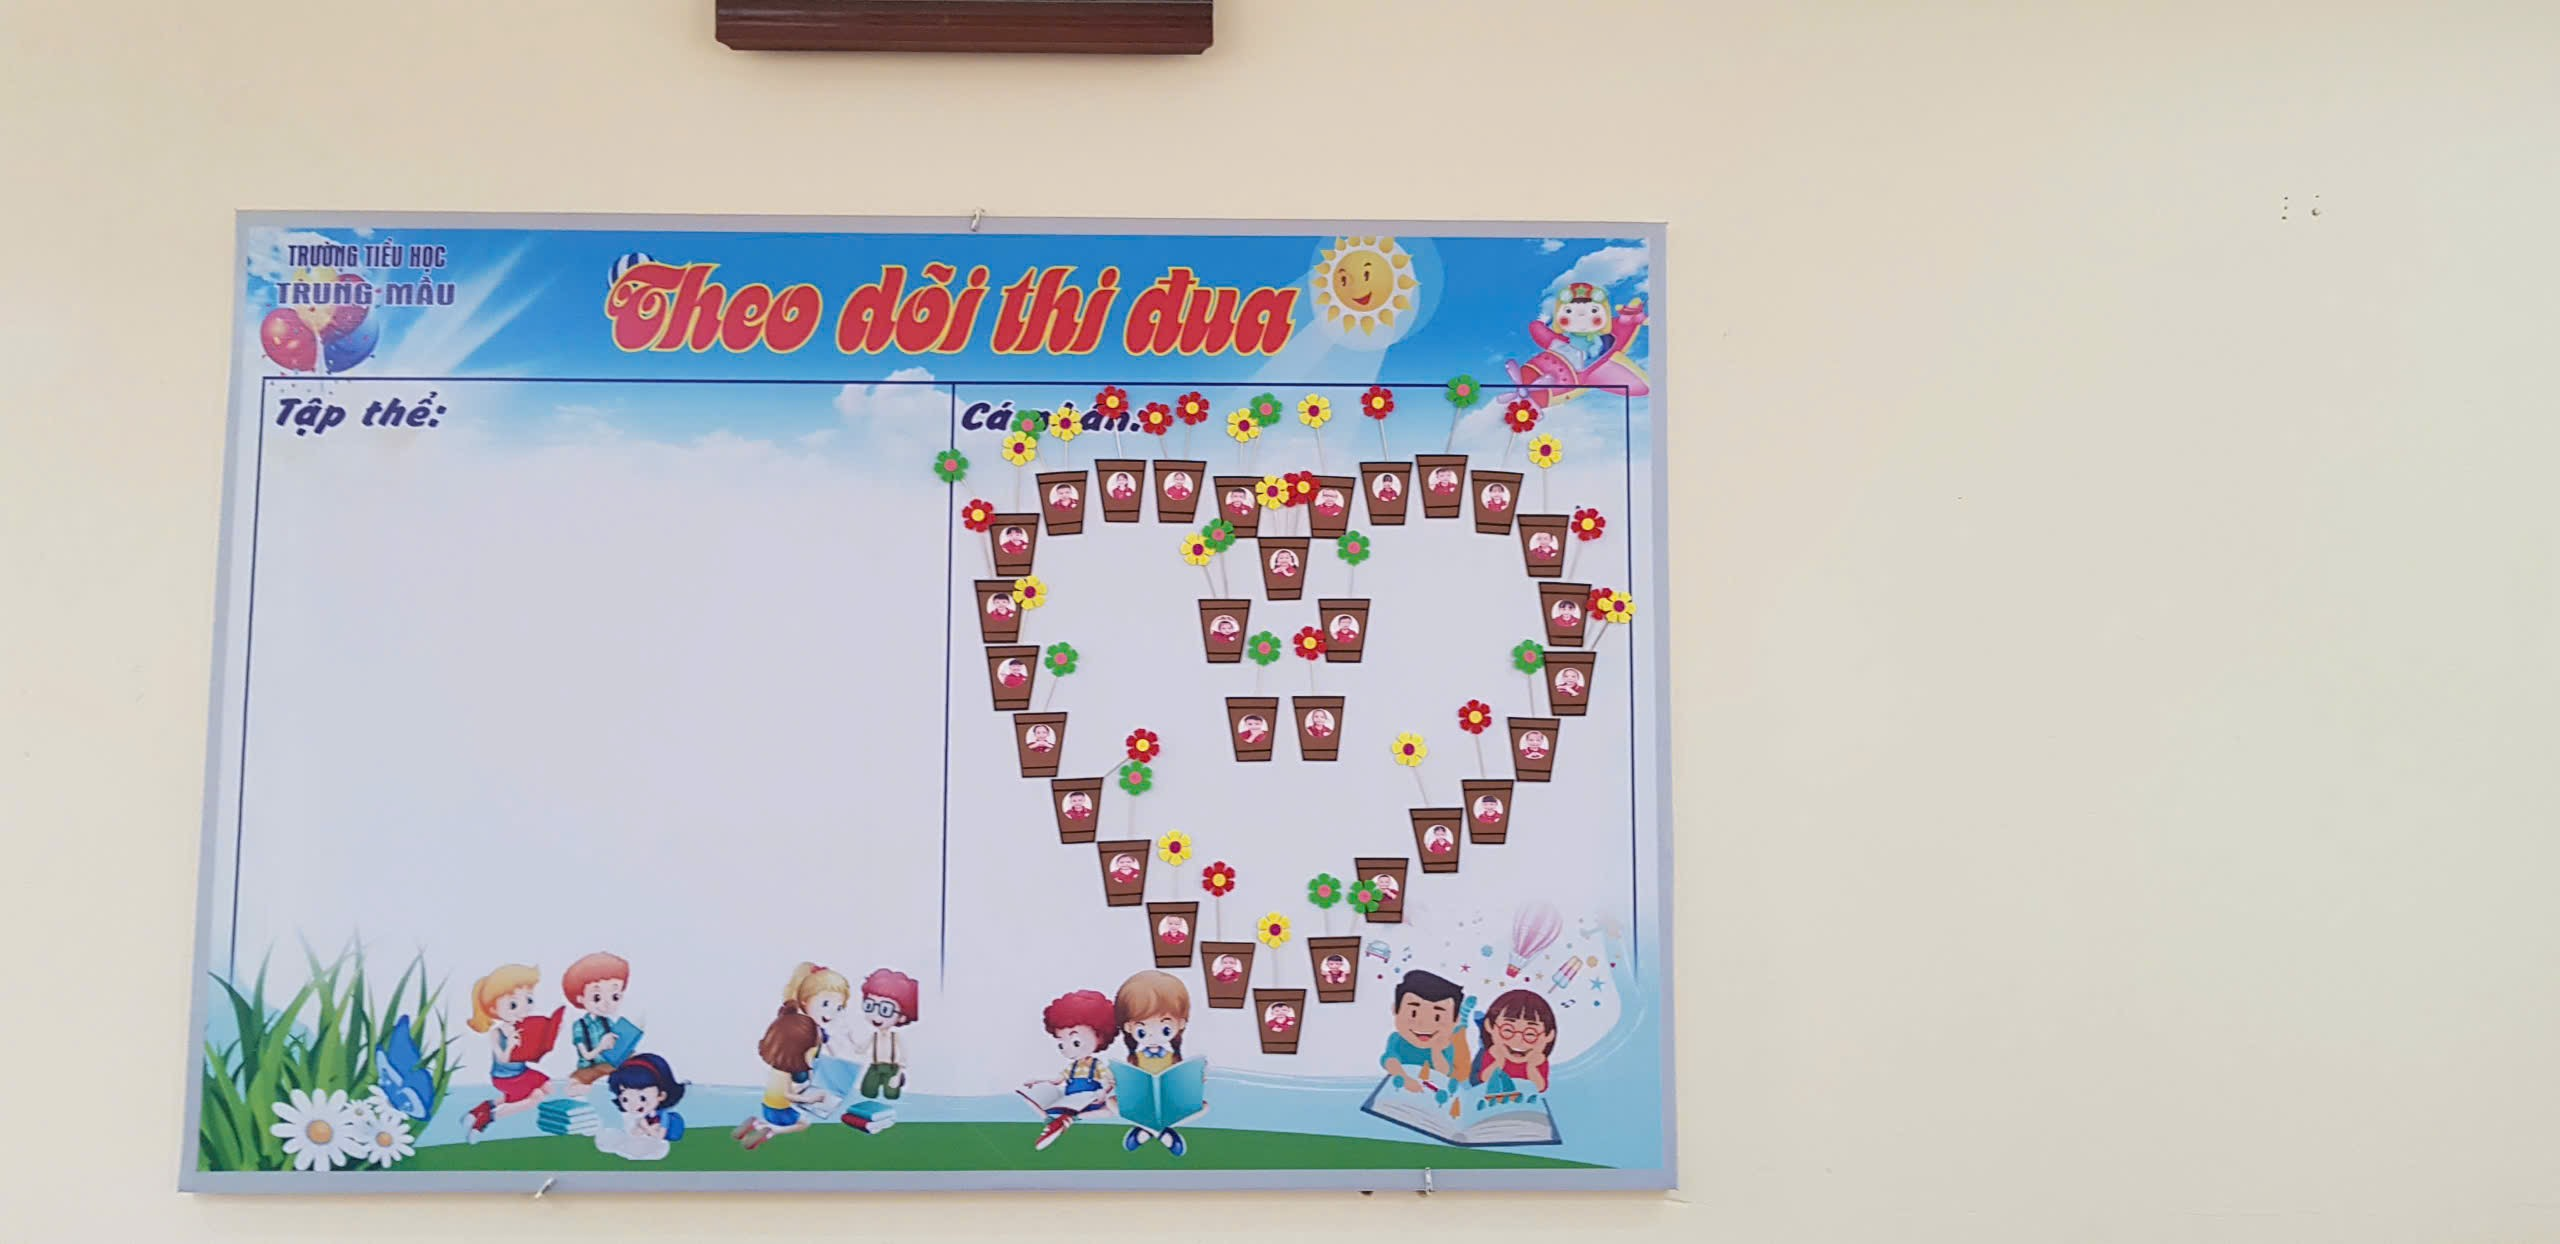 TRƯỜNG TIỂU HỌC
TRUNG MẦU
Theo dõi thi đua
Tập thể: